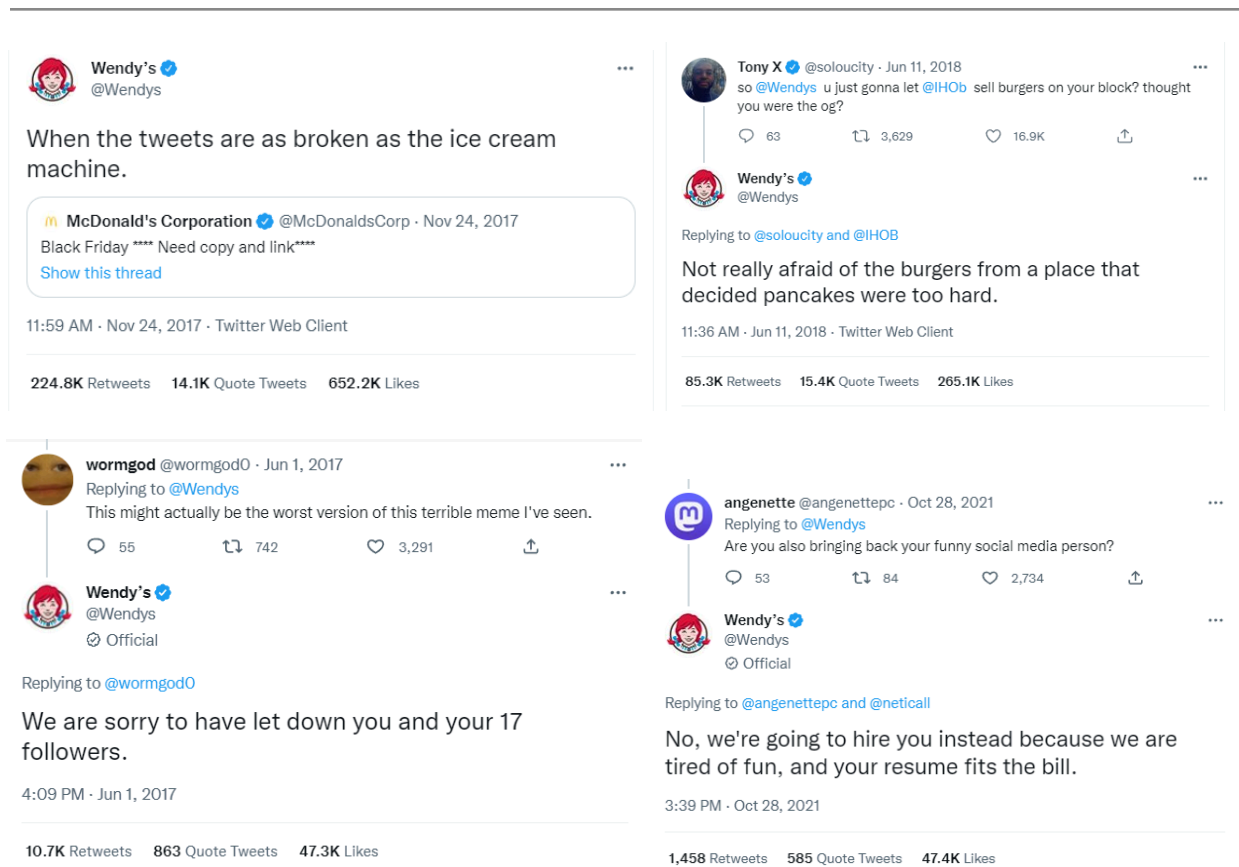 Wendy's
@Wendys
When the tweets are as broken as the ice cream
machine.
McDonald's Corporation @McDonaldsCorp · Nov 24, 2017
Black Friday **** Need copy and link****
Show this thread
11:59 AM · Nov 24, 2017 · Twitter Web Client
224.8K Retweets 14.1K Quote Tweets 652.2K Likes
Tony X @soloucity · Jun 11, 2018
so @Wendys u just gonna let @IHOb sell burgers on your block? thought
you were the og?
63 3,629 16.9K
Wendy's
@Wendys
Replying to @soloucity and @IHOB
Not really afraid of the burgers from a place that
decided pancakes were too hard.
11:36 AM · Jun 11, 2018 · Twitter Web Client
85.3K Retweets 15.4K Quote Tweets 265.1K Likes
wormgod @wormgod0 · Jun 1, 2017
Replying to @Wendys
This might actually be the worst version of this terrible meme I've seen.
55 742 3,291
Wendy's
@Wendys
Official
Replying to @wormgod0
We are sorry to have let down you and your 17
followers.
4:09 PM · Jun 1, 2017
10.7K Retweets 863 Quote Tweets 47.3K Likes
angenette @angenettepc · Oct 28, 2021
Replying to @Wendys
Are you also bringing back your funny social media person?
53 84 2,734
Wendy's
@Wendys
Official
Replying to @angenettepc and @neticall
No, we're going to hire you instead because we are
tired of fun, and your resume fits the bill.
3:39 PM · Oct 28, 2021
1,458 Retweets 585 Quote Tweets 47.4K Likes